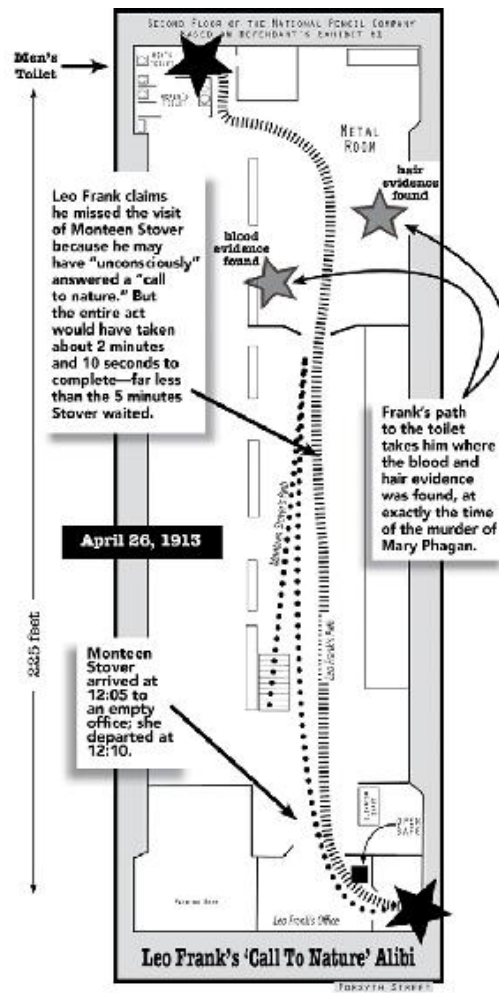 SECOND FLOOR OF THE NATIONAL PENCIL COMPANY
BASED ON DEFENDANT'S EXHIBIT 61
Men's
Toilet
MEN'S
TOILET
METAL
ROOM
hair
evidence
found
Leo Frank claims
he missed the visit
of Monteen Stover
because he may
have "unconsciously"
answered a "call
to nature." But
the entire act
would have taken
about 2 minutes
and 10 seconds to
complete—far less
than the 5 minutes
Stover waited.
blood
evidence
found
Frank's path
to the toilet
takes him where
the blood and
hair evidence
was found, at
exactly the time
of the murder of
Mary Phagan.
Monteen Stover's Path
April 26, 1913
225 feet
Leo Frank's Path
Monteen
Stover
arrived at
12:05 to
an empty
office; she
departed at
12:10.
ELEVATOR
SHAFT
OPEN
SAFE
PACKING ROOM
Leo Frank's Office
Leo Frank's 'Call To Nature' Alibi
FORSYTH STREET